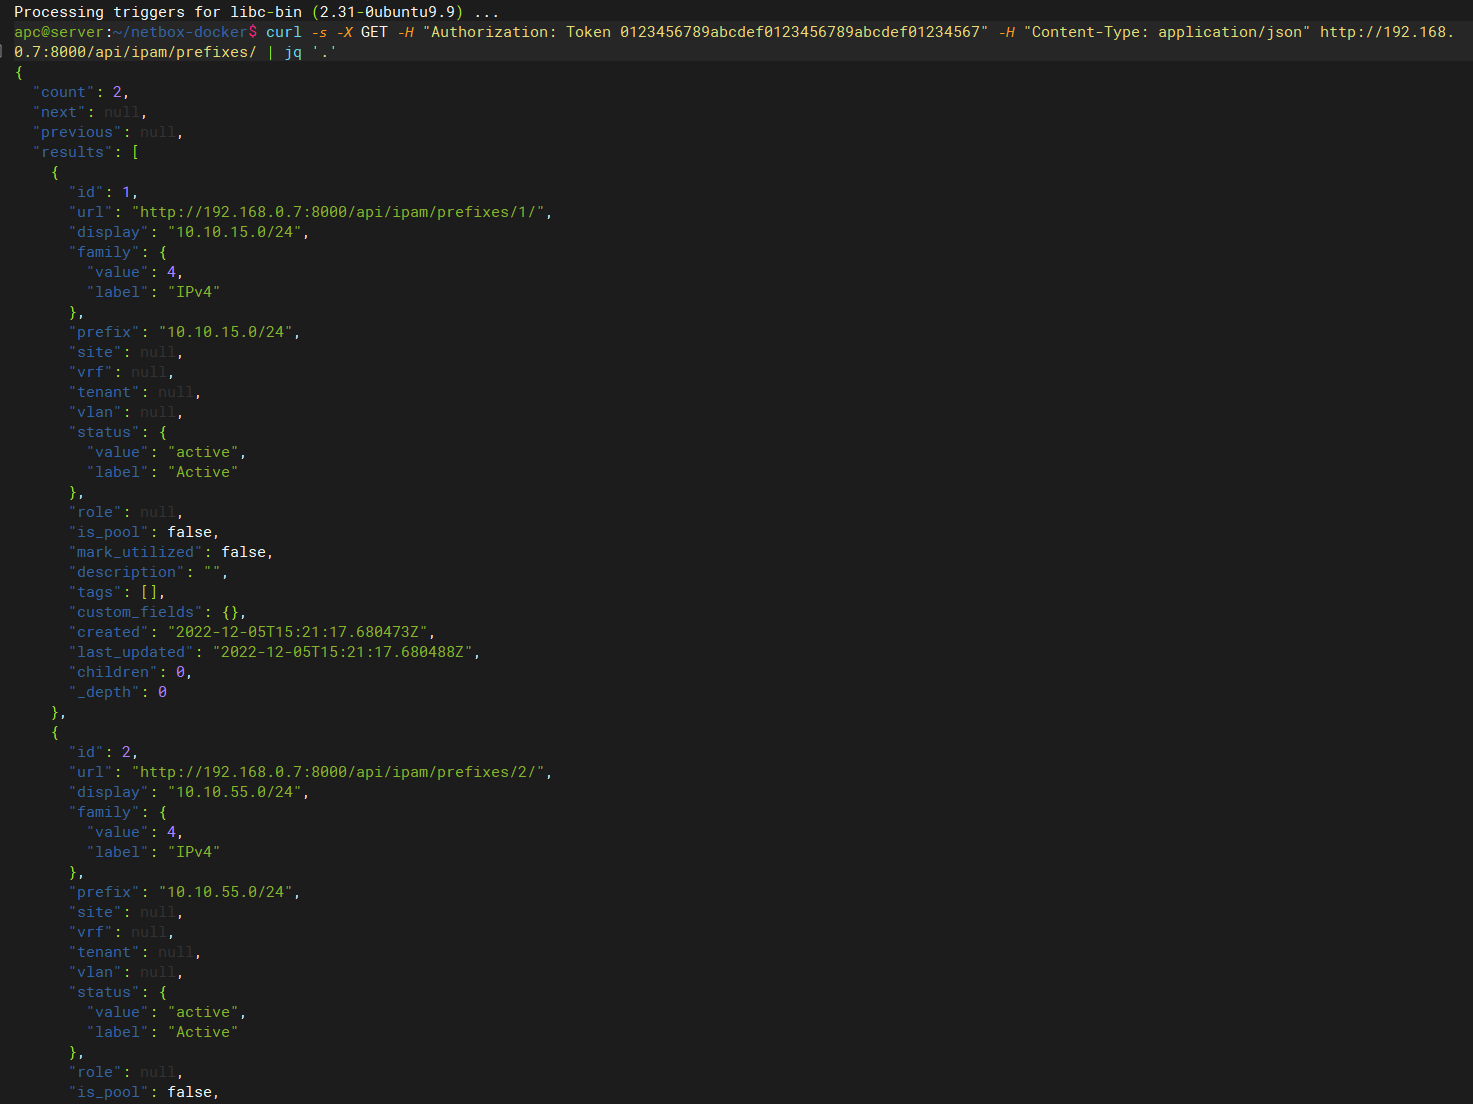 Processing triggers for libc-bin (2.31-0ubuntu9.9) ...
apc@server:~/netbox-docker$ curl -s -X GET -H "Authorization: Token 0123456789abcdef0123456789abcdef01234567" -H "Content-Type: application/json" http://192.168.
0.7:8000/api/ipam/prefixes/ | jq '.'
{
  "count": 2,
  "next": null,
  "previous": null,
  "results": [
    {
      "id": 1,
      "url": "http://192.168.0.7:8000/api/ipam/prefixes/1/",
      "display": "10.10.15.0/24",
      "family": {
        "value": 4,
        "label": "IPv4"
      },
      "prefix": "10.10.15.0/24",
      "site": null,
      "vrf": null,
      "tenant": null,
      "vlan": null,
      "status": {
        "value": "active",
        "label": "Active"
      },
      "role": null,
      "is_pool": false,
      "mark_utilized": false,
      "description": "",
      "tags": [],
      "custom_fields": {},
      "created": "2022-12-05T15:21:17.680473Z",
      "last_updated": "2022-12-05T15:21:17.680488Z",
      "children": 0,
      "_depth": 0
    },
    {
      "id": 2,
      "url": "http://192.168.0.7:8000/api/ipam/prefixes/2/",
      "display": "10.10.55.0/24",
      "family": {
        "value": 4,
        "label": "IPv4"
      },
      "prefix": "10.10.55.0/24",
      "site": null,
      "vrf": null,
      "tenant": null,
      "vlan": null,
      "status": {
        "value": "active",
        "label": "Active"
      },
      "role": null,
      "is_pool": false,